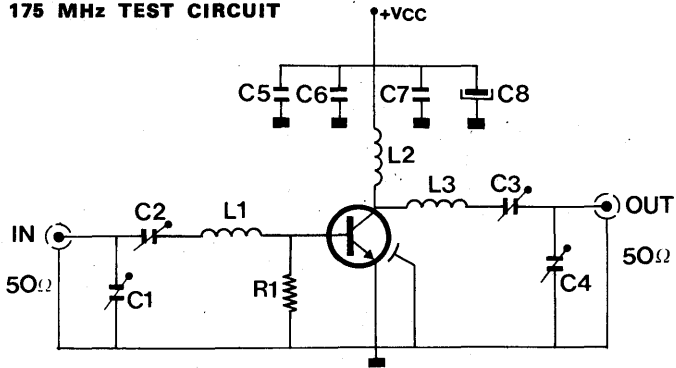 175 MHz TEST CIRCUIT
+VCC
C5 C6 C7 C8
L2
L3 C3
C2 L1
IN
OUT
50Ω
50Ω
C1
R1
C4